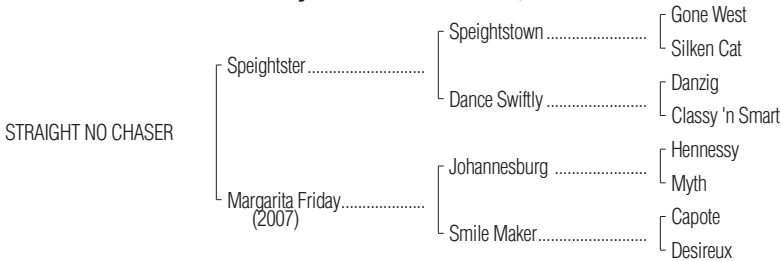 Gone West
Speightstown ........................
Silken Cat
Speightster ............................
Danzig
Dance Swiftly ........................
Classy 'n Smart
STRAIGHT NO CHASER
Hennessy
Johannesburg ......................
Myth
Margarita Friday....................
(2007)
Capote
Smile Maker..........................
Desireux